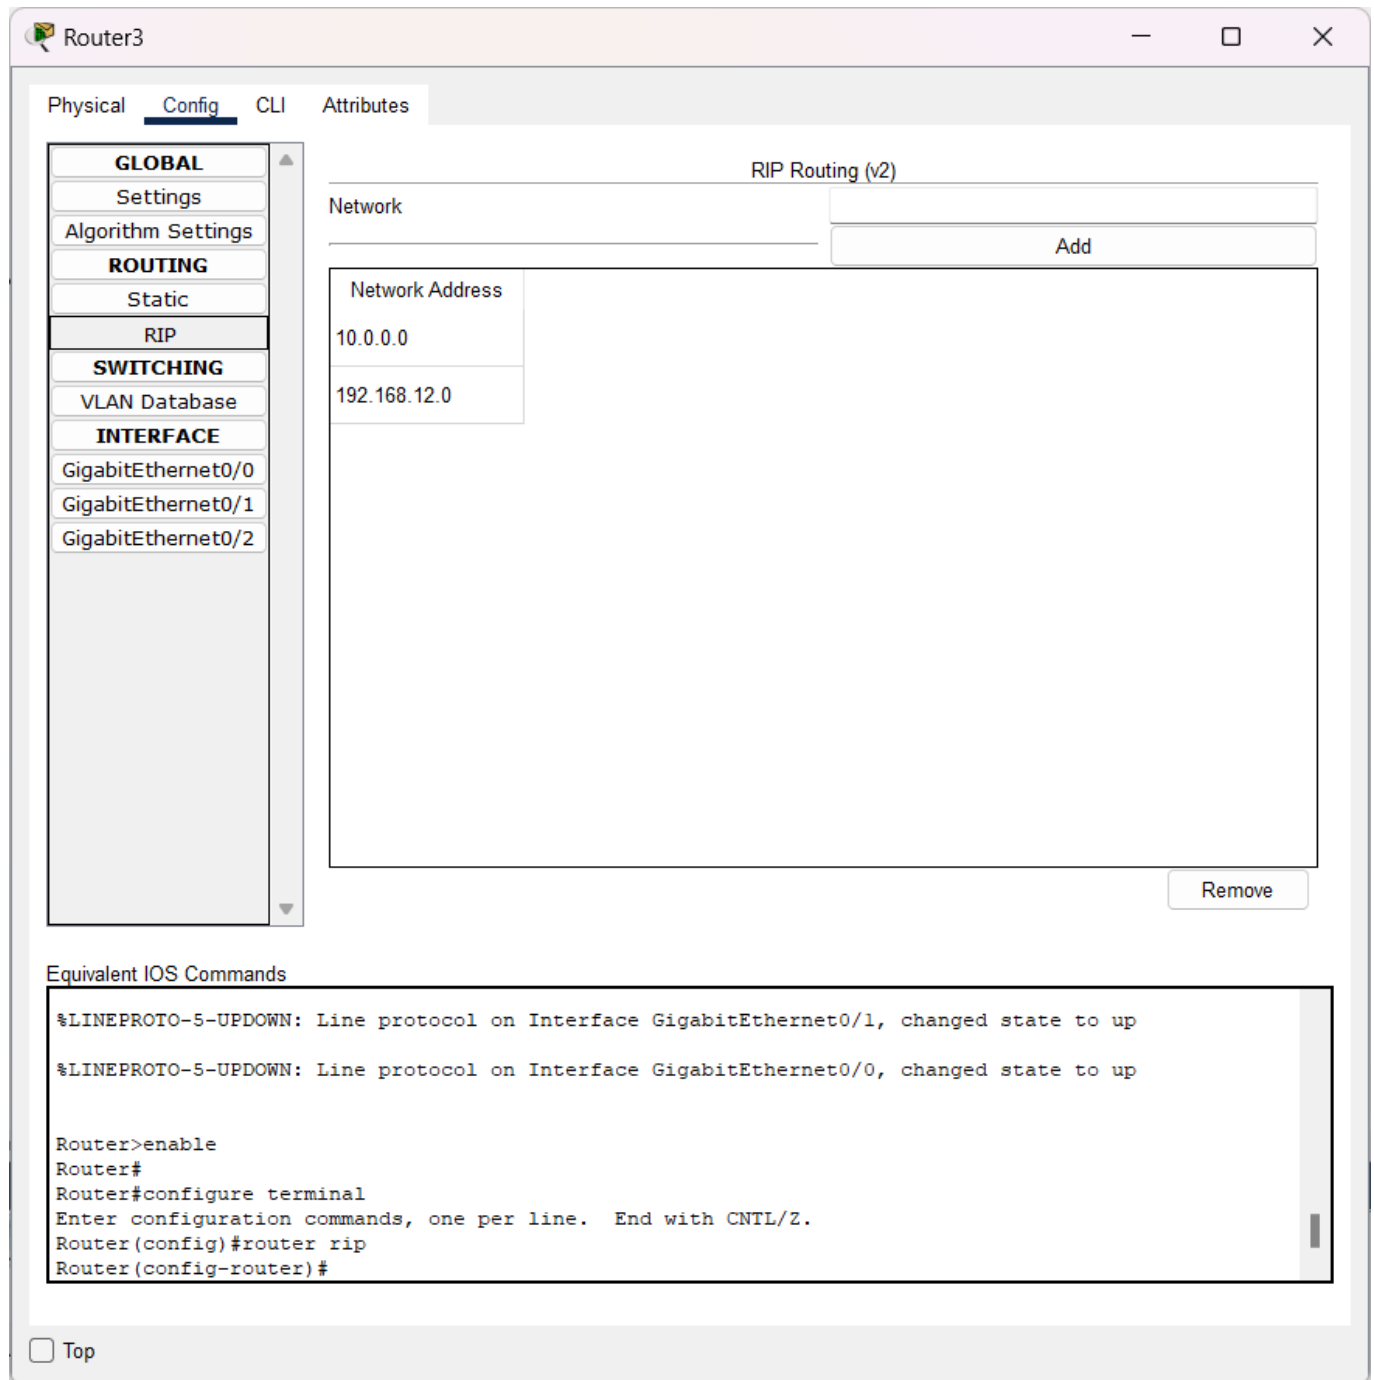 Router3
Physical Config CLI Attributes
GLOBAL
Settings
Algorithm Settings
ROUTING
Static
RIP
SWITCHING
VLAN Database
INTERFACE
GigabitEthernet0/0
GigabitEthernet0/1
GigabitEthernet0/2
RIP Routing (v2)
Network
Add
Network Address
10.0.0.0
192.168.12.0
Remove
Equivalent IOS Commands
%LINEPROTO-5-UPDOWN: Line protocol on Interface GigabitEthernet0/1, changed state to up
%LINEPROTO-5-UPDOWN: Line protocol on Interface GigabitEthernet0/0, changed state to up
Router>enable
Router#
Router#configure terminal
Enter configuration commands, one per line.  End with CNTL/Z.
Router(config)#router rip
Router(config-router)#
Top